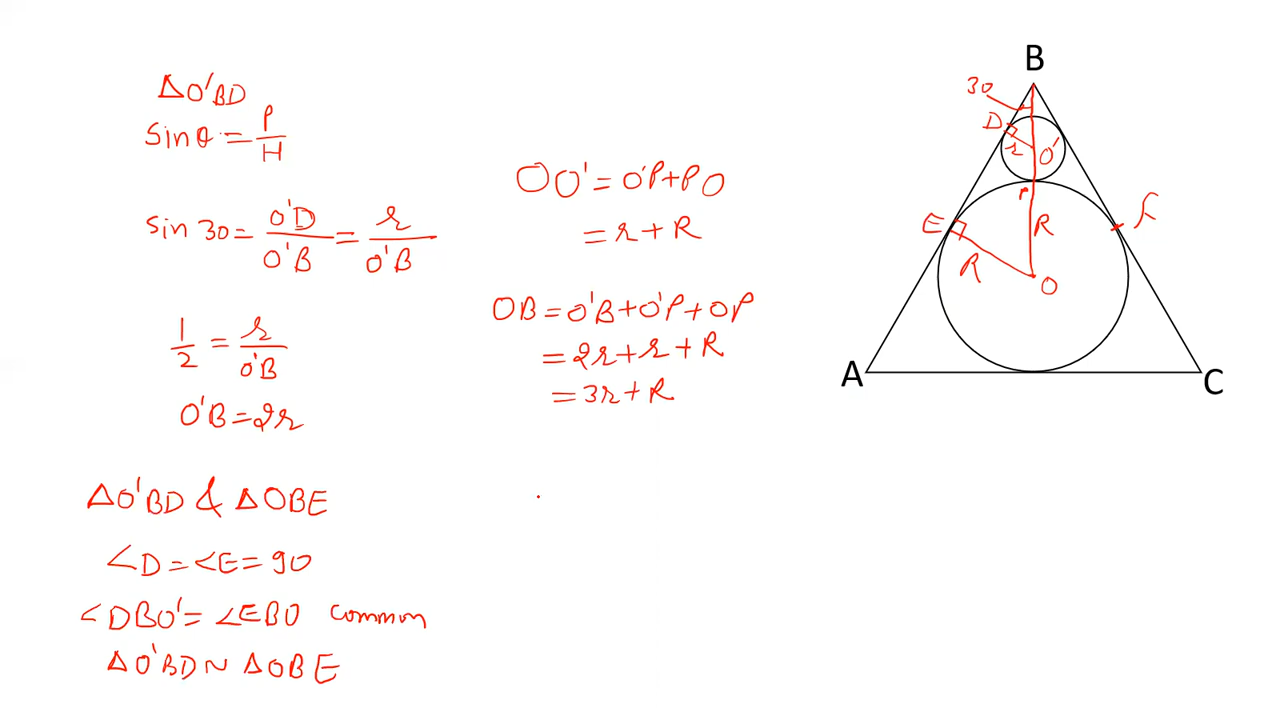 ΔO'BD
Sinθ = P/H
Sin 30 = O'D/O'B = r/O'B
1/2 = r/O'B
O'B = 2r
ΔO'BD & ΔOBE
∠D = ∠E = 90
∠DBO' = ∠EBO common
ΔO'BD ~ ΔOBE
OO' = O'P + PO
= r + R
OB = O'B + O'P + OP
= 2r + r + R
= 3r + R
B
30
D
r
O'
P
E
F
R
R
O
A
C